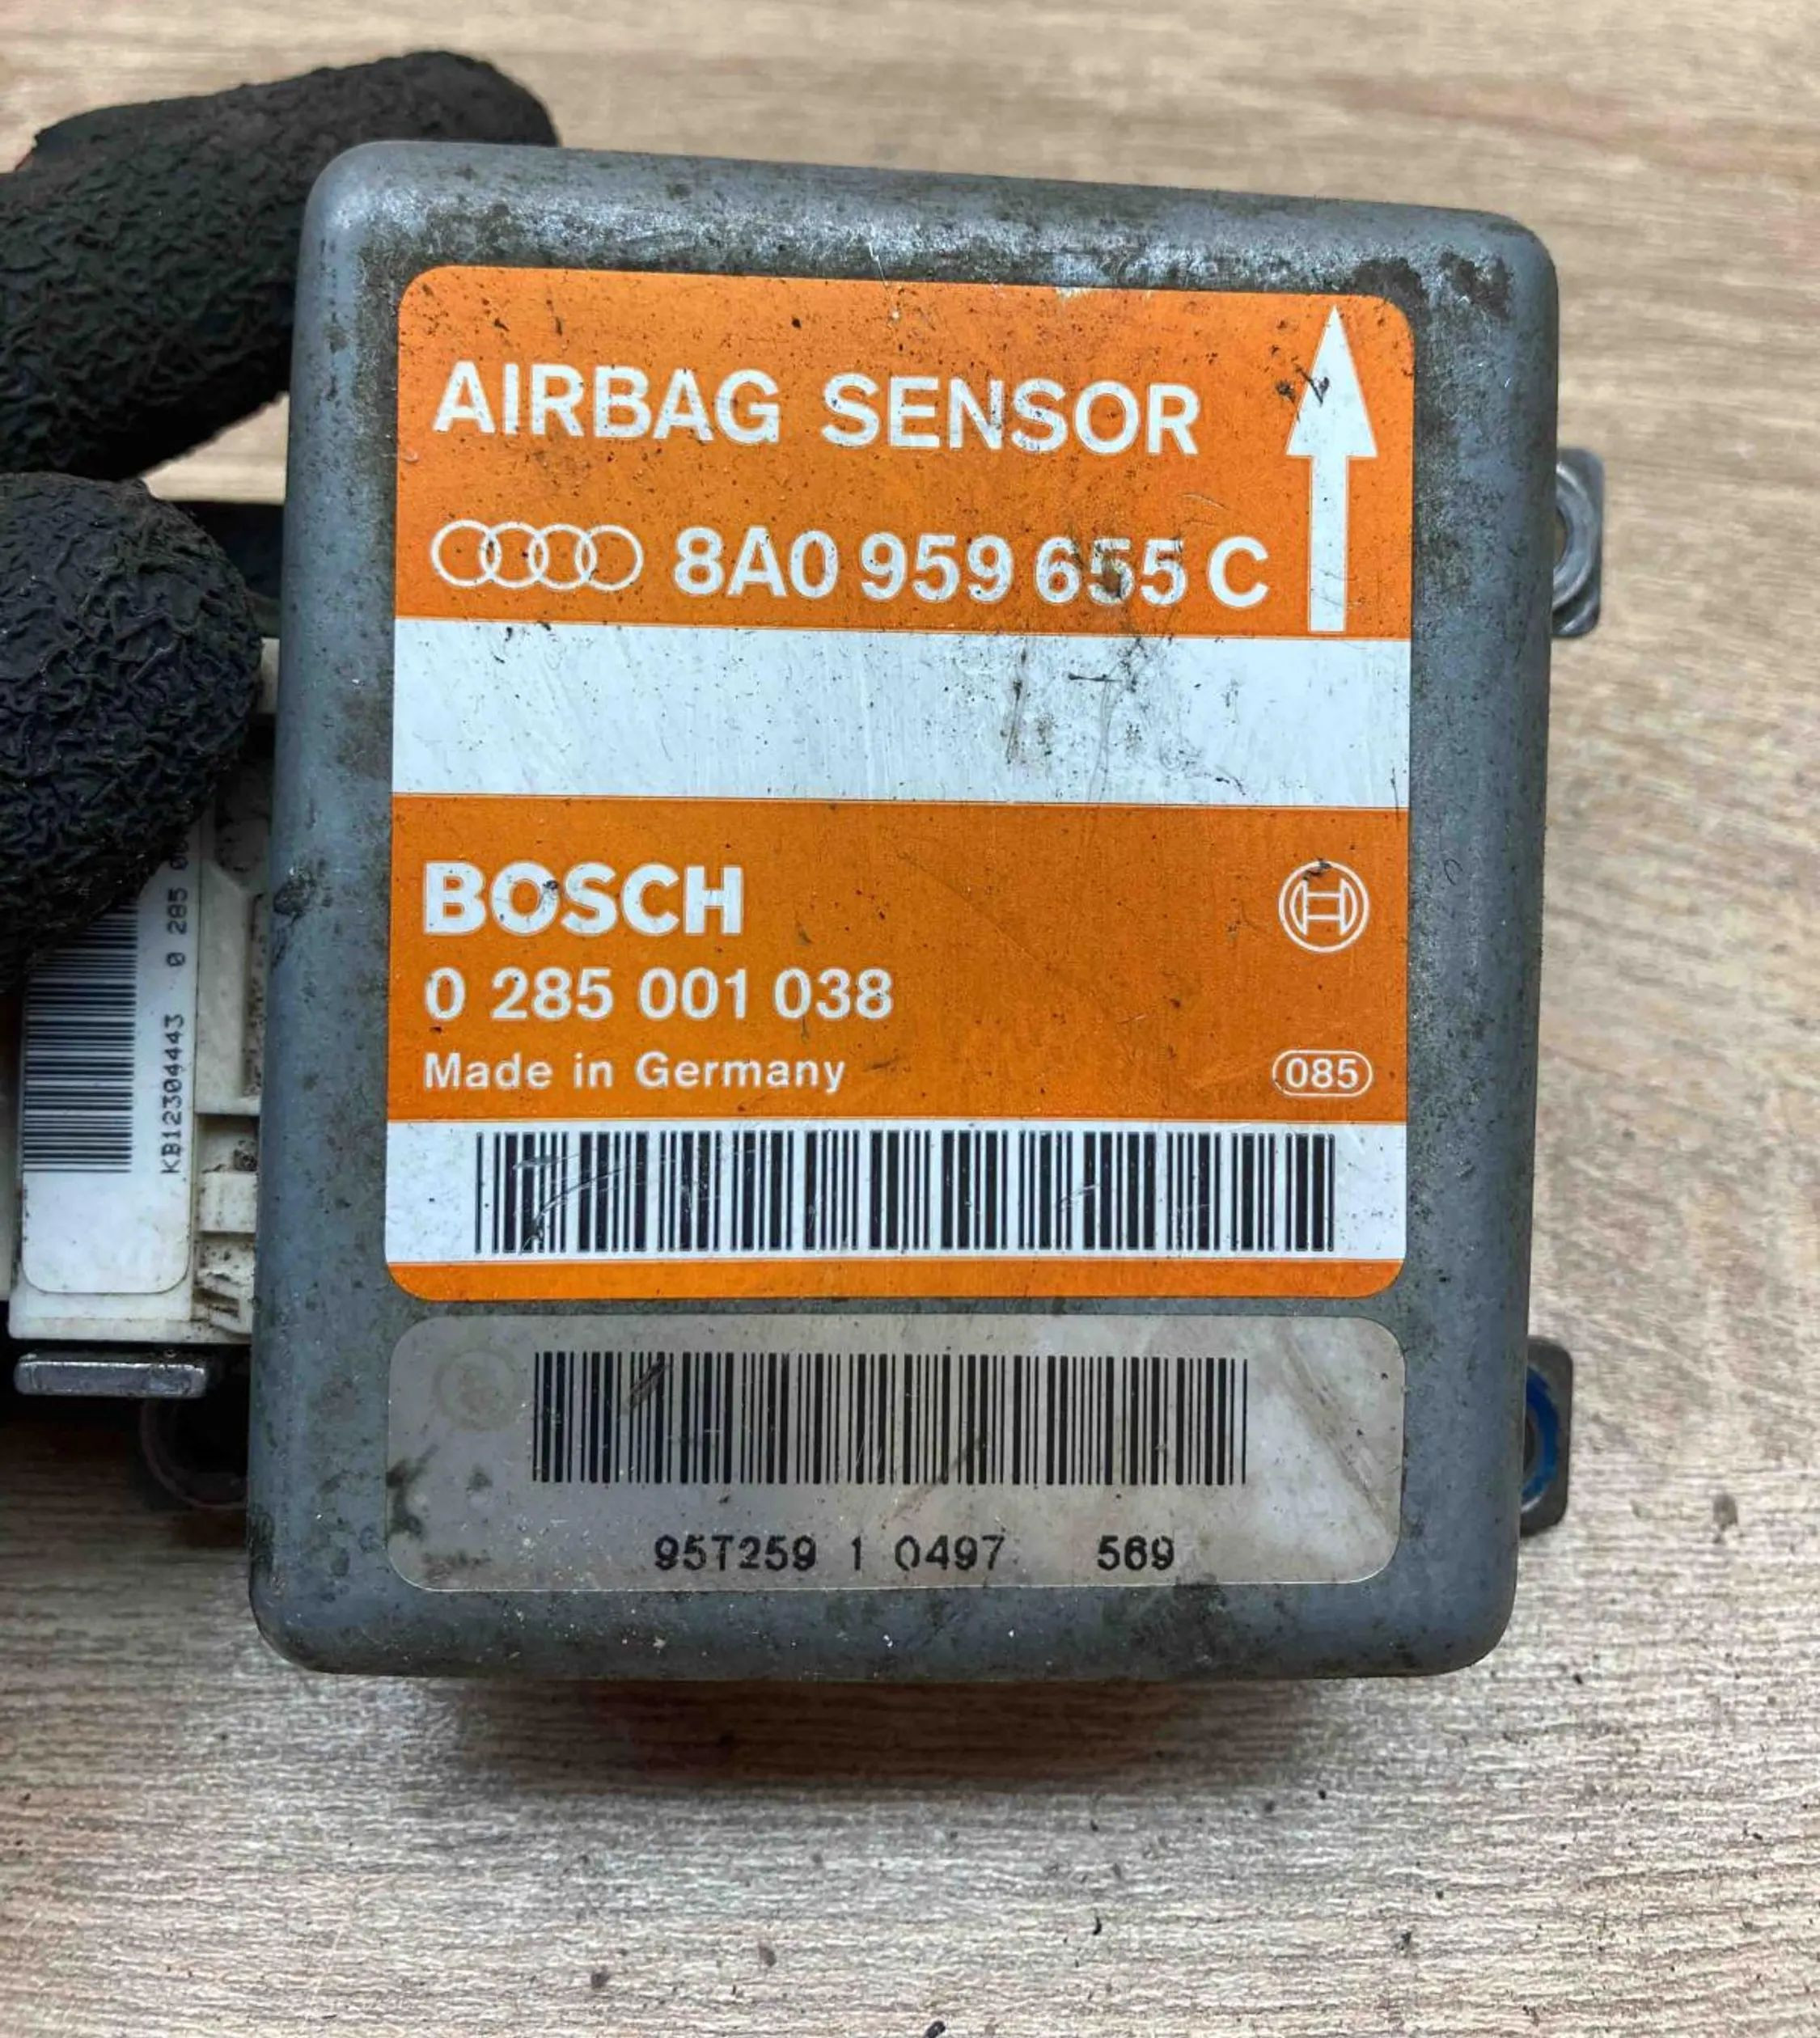 AIRBAG SENSOR
8A0 959 655 C
BOSCH
0 285 001 038
Made in Germany
085
95T259 1 0497 569
KB12304443 0 285